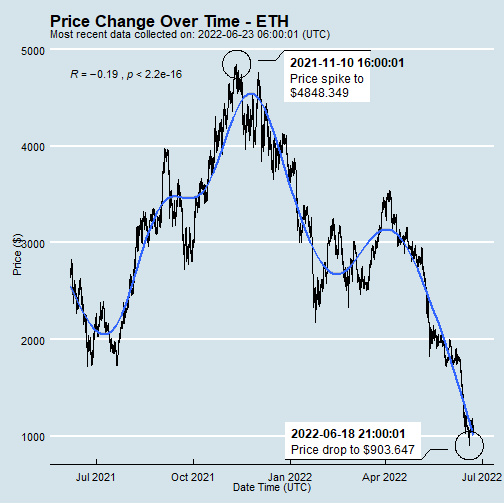 Price Change Over Time - ETH
Most recent data collected on: 2022-06-23 06:00:01 (UTC)
R = −0.19 , p < 2.2e-16
2021-11-10 16:00:01
Price spike to
$4848.349
5000
4000
3000
2000
1000
Price ($)
2022-06-18 21:00:01
Price drop to $903.647
Jul 2021
Oct 2021
Jan 2022
Apr 2022
Jul 2022
Date Time (UTC)